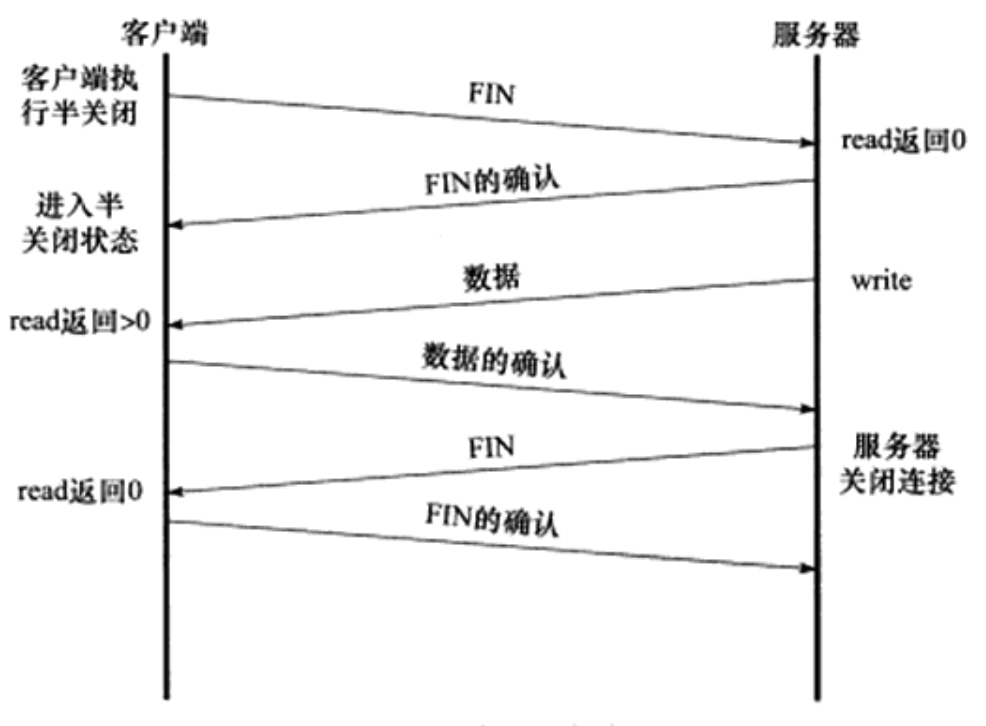 客户端
服务器
客户端执
行半关闭
FIN
read返回0
FIN的确认
进入半
关闭状态
数据
write
read返回>0
数据的确认
FIN
服务器
关闭连接
read返回0
FIN的确认